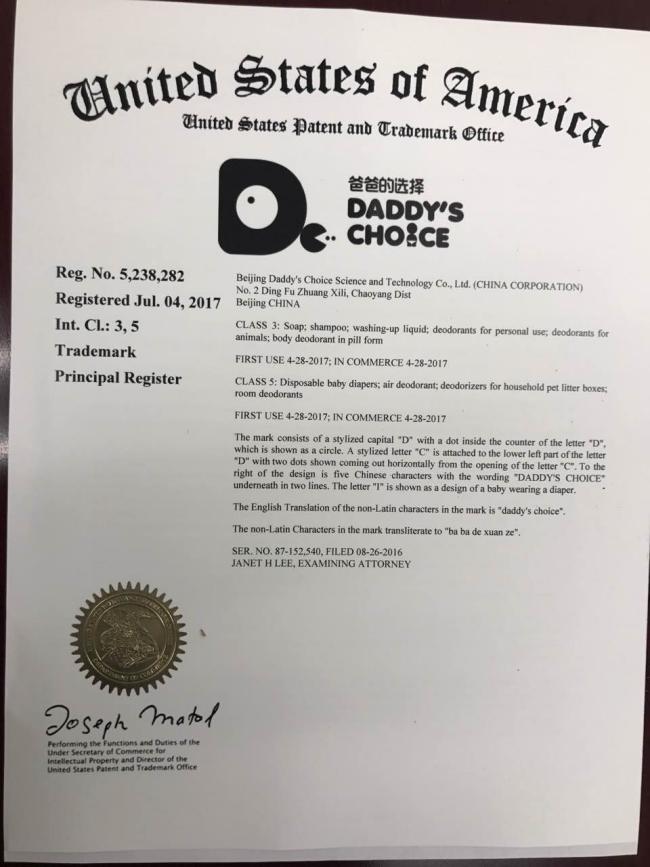 United States of America
United States Patent and Trademark Office
爸爸的选择
DADDY'S
CHOICE
Reg. No. 5,238,282
Registered Jul. 04, 2017
Int. Cl.: 3, 5
Trademark
Principal Register
Beijing Daddy's Choice Science and Technology Co., Ltd. (CHINA CORPORATION)
No. 2 Ding Fu Zhuang Xili, Chaoyang Dist
Beijing CHINA
CLASS 3: Soap; shampoo; washing-up liquid; deodorants for personal use; deodorants for
animals; body deodorant in pill form
FIRST USE 4-28-2017; IN COMMERCE 4-28-2017
CLASS 5: Disposable baby diapers; air deodorant; deodorizers for household pet litter boxes;
room deodorants
FIRST USE 4-28-2017; IN COMMERCE 4-28-2017
The mark consists of a stylized capital "D" with a dot inside the counter of the letter "D",
which is shown as a circle. A stylized letter "C" is attached to the lower left part of the letter
"D" with two dots shown coming out horizontally from the opening of the letter "C". To the
right of the design is five Chinese characters with the wording "DADDY'S CHOICE"
underneath in two lines. The letter "I" is shown as a design of a baby wearing a diaper.
The English Translation of the non-Latin characters in the mark is "daddy's choice".
The non-Latin Characters in the mark transliterate to "ba ba de xuan ze".
SER. NO. 87-152,540, FILED 08-26-2016
JANET H LEE, EXAMINING ATTORNEY
Joseph Matal
Performing the Functions and Duties of the
Under Secretary of Commerce for
Intellectual Property and Director of the
United States Patent and Trademark Office